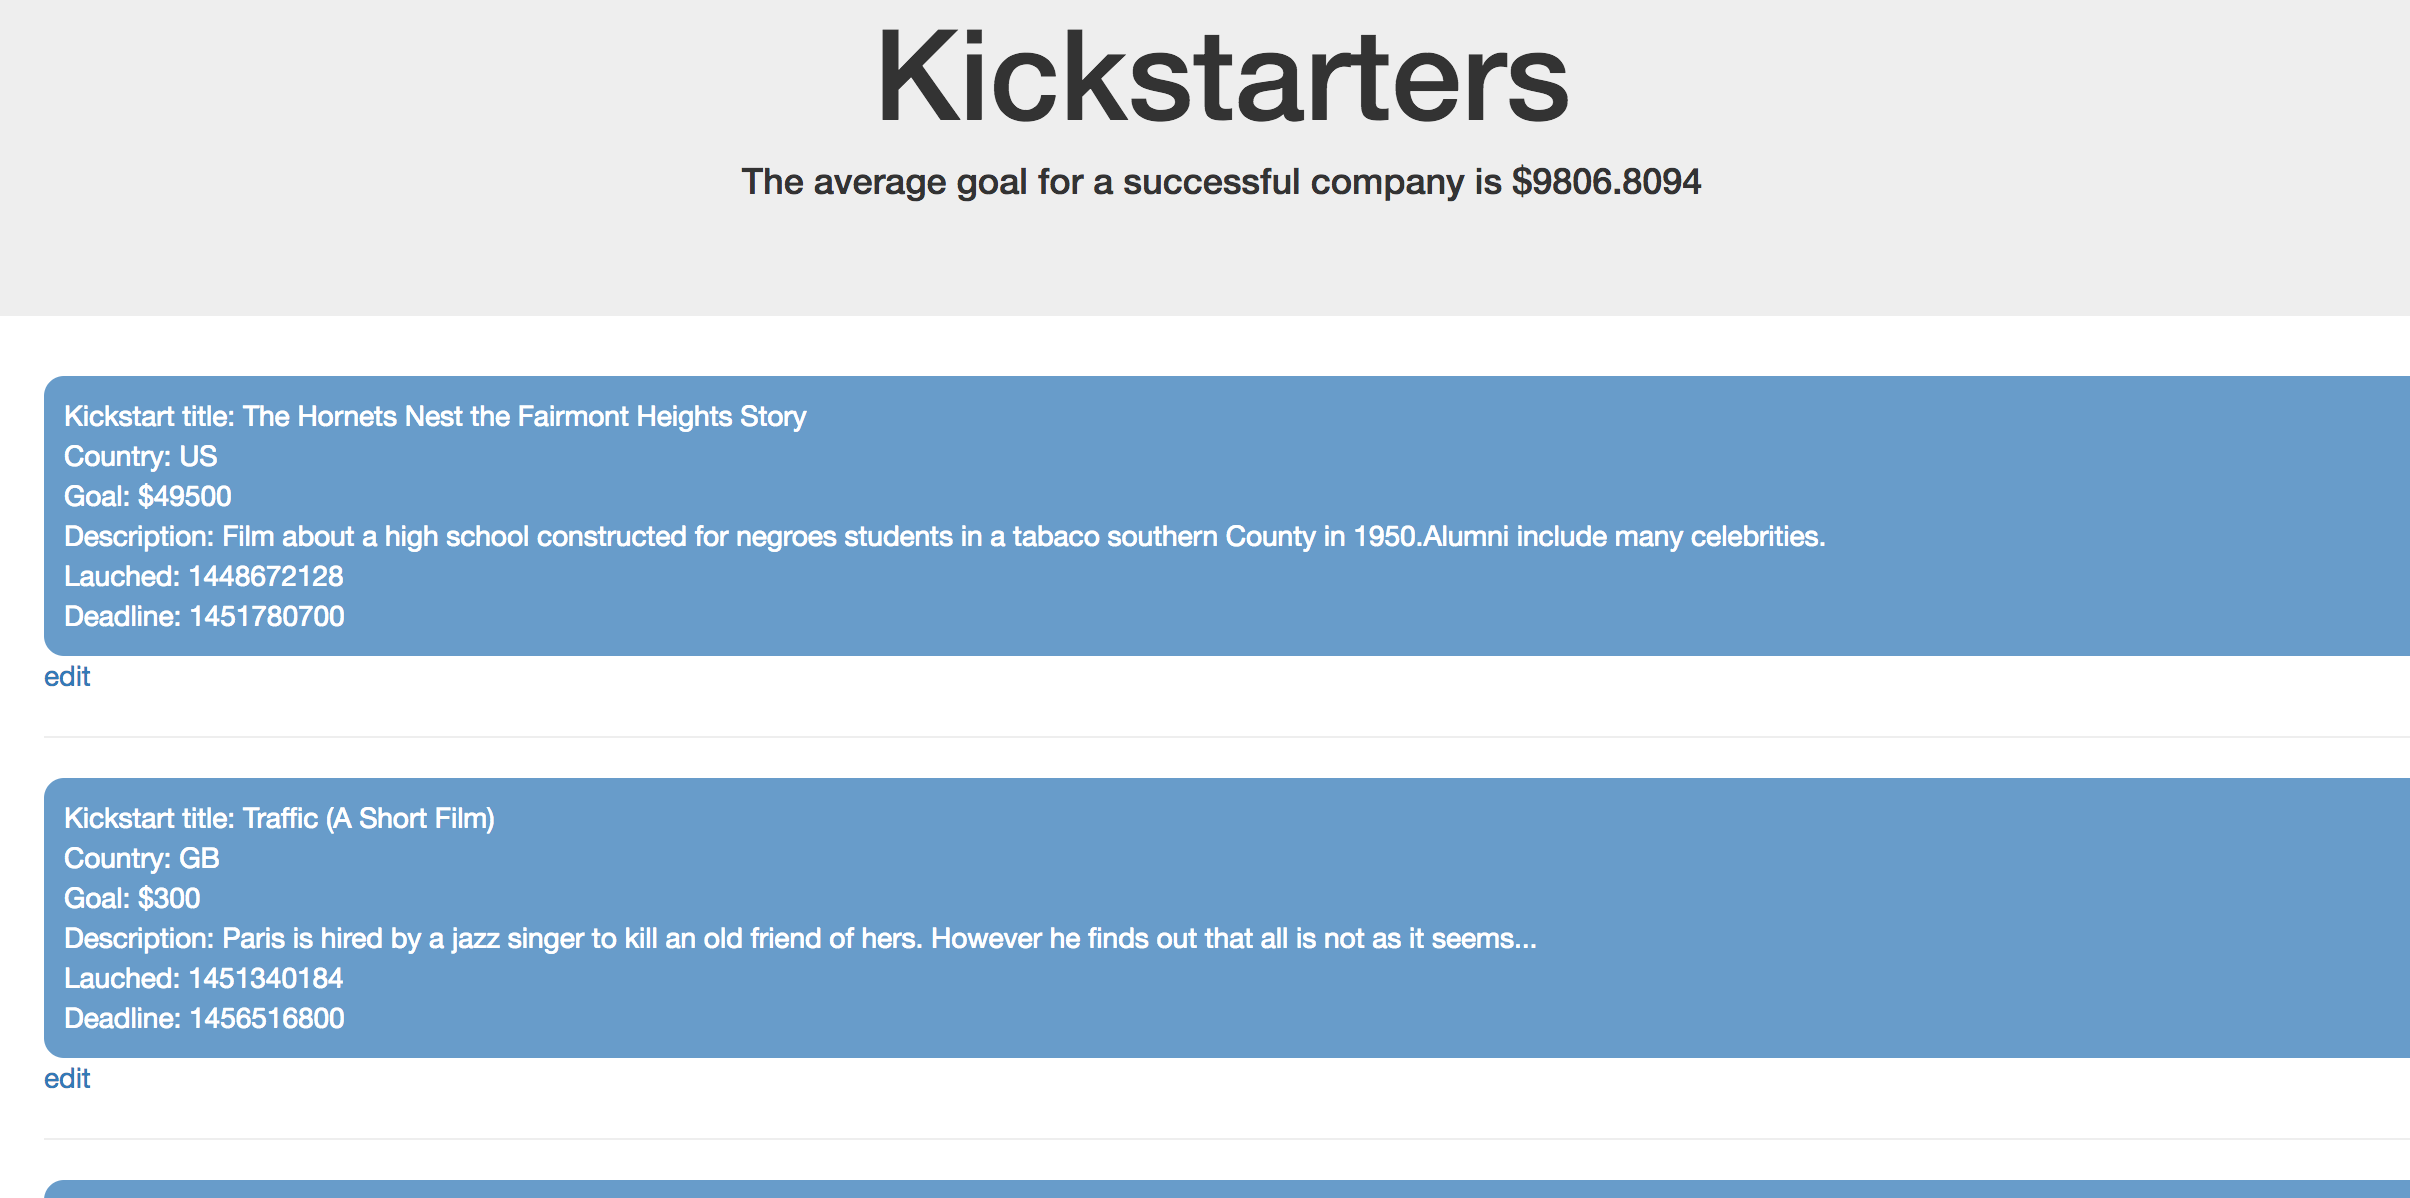 Kickstarters
The average goal for a successful company is $9806.8094
Kickstart title: The Hornets Nest the Fairmont Heights Story
Country: US
Goal: $49500
Description: Film about a high school constructed for negroes students in a tabaco southern County in 1950.Alumni include many celebrities.
Lauched: 1448672128
Deadline: 1451780700
edit
Kickstart title: Traffic (A Short Film)
Country: GB
Goal: $300
Description: Paris is hired by a jazz singer to kill an old friend of hers. However he finds out that all is not as it seems...
Lauched: 1451340184
Deadline: 1456516800
edit